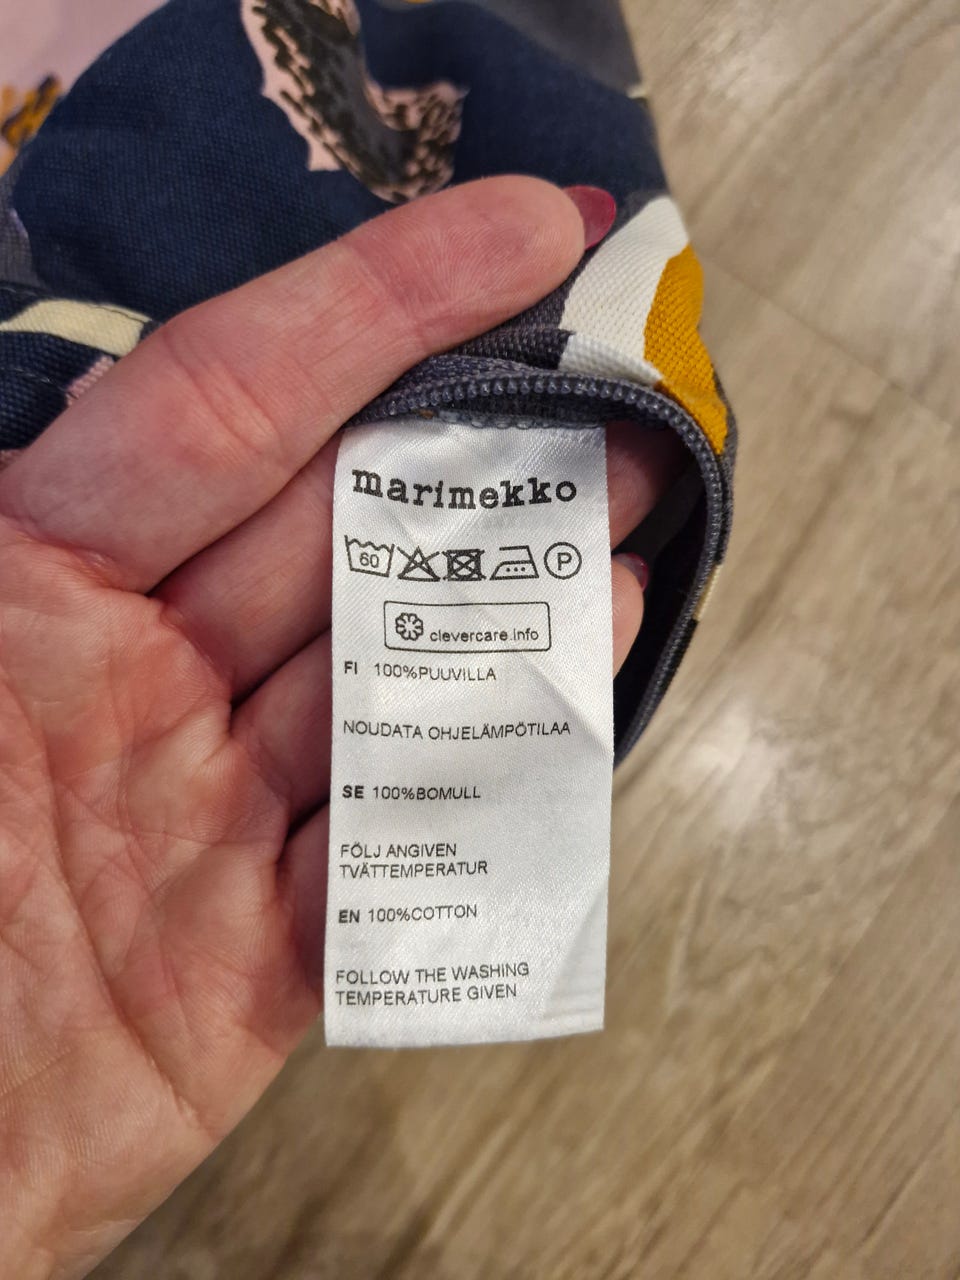 marimekko
60 P
clevercare.info
FI 100%PUUVILLA
NOUDATA OHJELÄMPÖTILAA
SE 100%BOMULL
FÖLJ ANGIVEN
TVÄTTEMPERATUR
EN 100%COTTON
FOLLOW THE WASHING
TEMPERATURE GIVEN